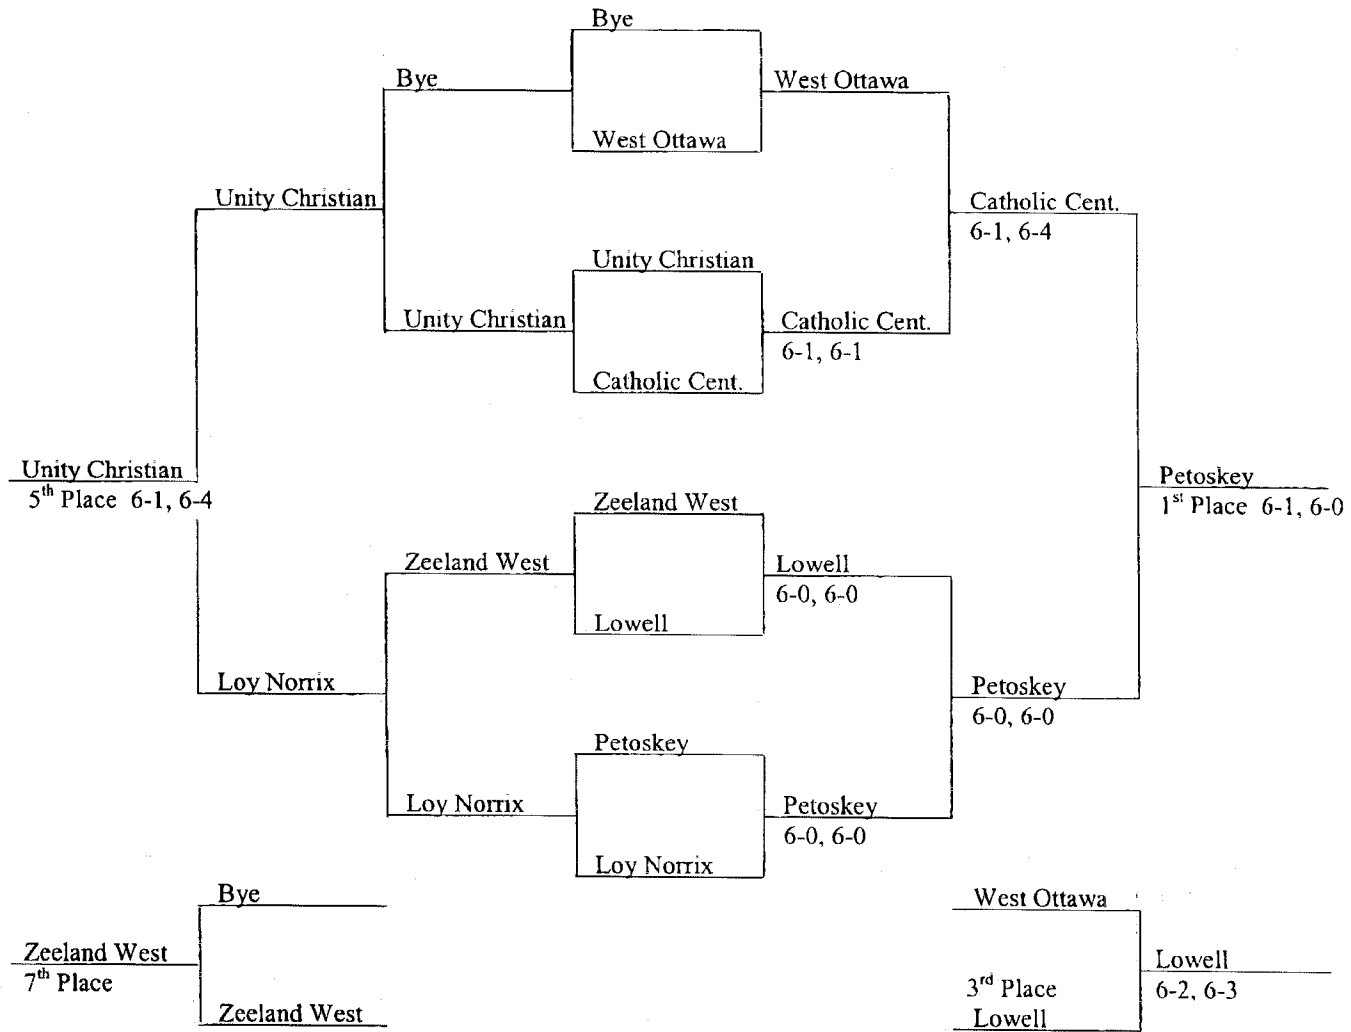 Bye
Bye
West Ottawa
West Ottawa
Unity Christian
Catholic Cent.
6-1, 6-4
Unity Christian
Unity Christian
Catholic Cent.
6-1, 6-1
Catholic Cent.
Unity Christian
5th Place 6-1, 6-4
Petoskey
1st Place 6-1, 6-0
Zeeland West
Zeeland West
Lowell
6-0, 6-0
Lowell
Loy Norrix
Petoskey
6-0, 6-0
Petoskey
Loy Norrix
Petoskey
6-0, 6-0
Loy Norrix
Bye
West Ottawa
Zeeland West
7th Place
Lowell
6-2, 6-3
3rd Place
Zeeland West
Lowell